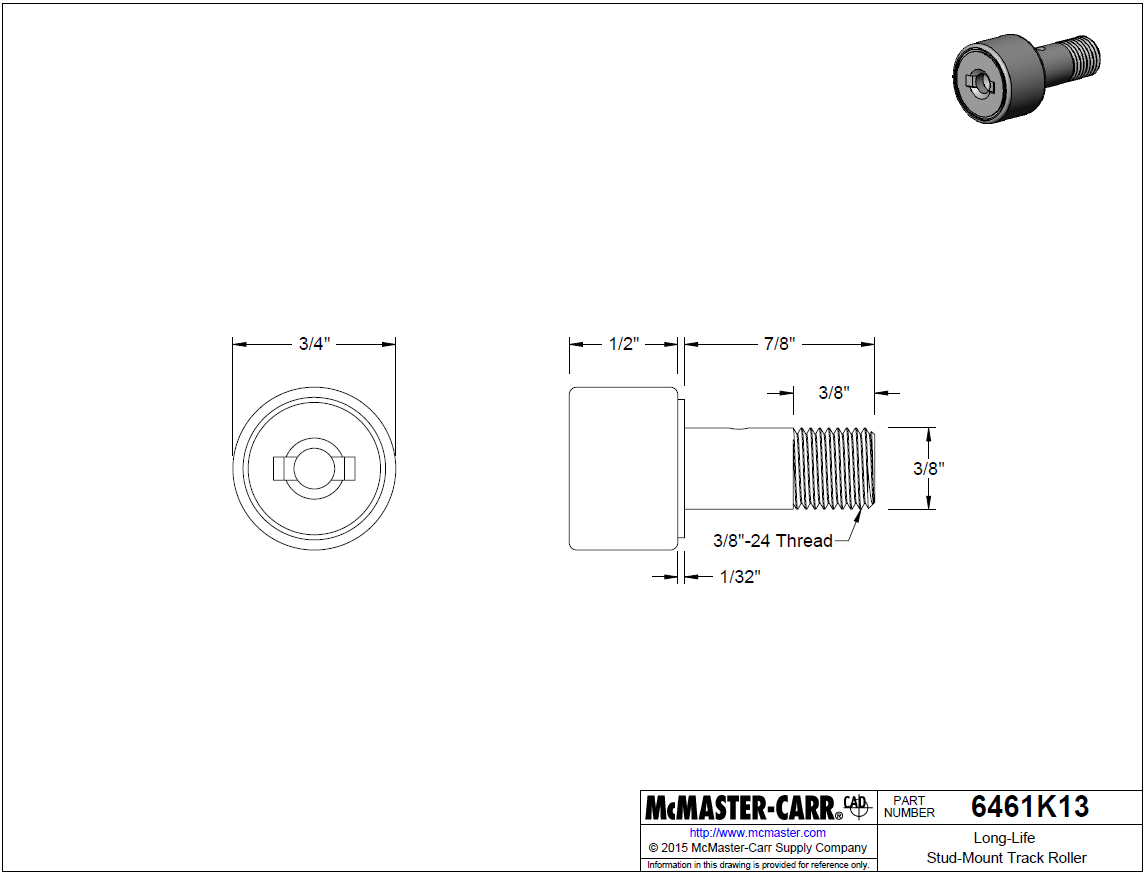 3/4"
1/2"
7/8"
3/8"
3/8"
3/8"-24 Thread
1/32"
McMASTER-CARR® CAD
http://www.mcmaster.com
© 2015 McMaster-Carr Supply Company
Information in this drawing is provided for reference only.
PART
NUMBER
6461K13
Long-Life
Stud-Mount Track Roller